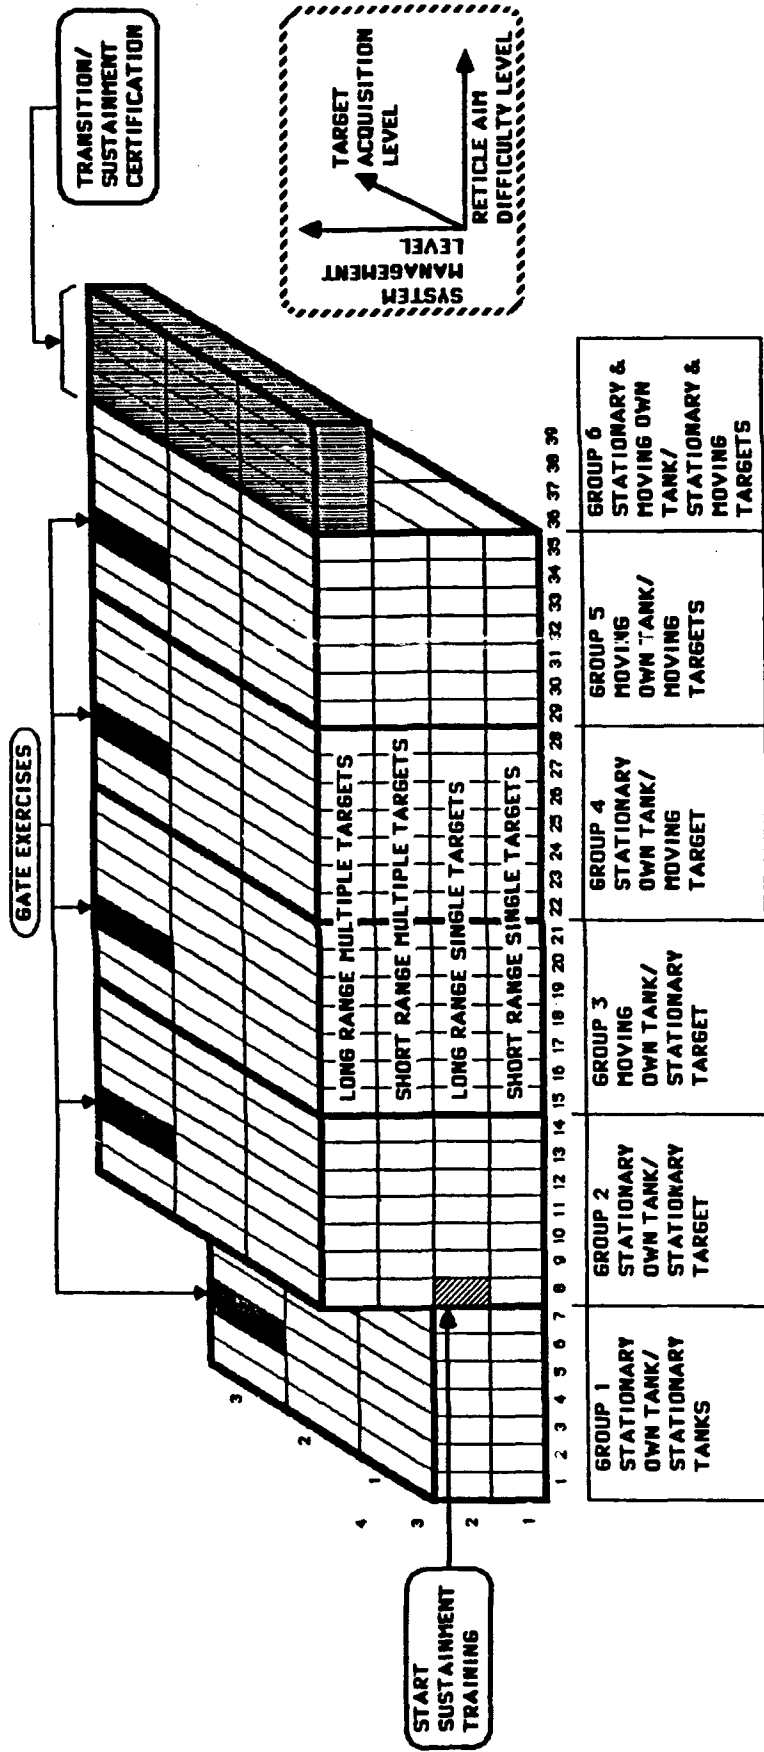 GATE EXERCISES
TRANSITION/
SUSTAINMENT
CERTIFICATION
TARGET
ACQUISITION
LEVEL
SYSTEM
MANAGEMENT
LEVEL
RETICLE AIM
DIFFICULTY LEVEL
START
SUSTAINMENT
TRAINING
3
2
1
4
3
2
1
LONG RANGE MULTIPLE TARGETS
SHORT RANGE MULTIPLE TARGETS
LONG RANGE SINGLE TARGETS
SHORT RANGE SINGLE TARGETS
1 2 3 4 5 6 7 8 9 10 11 12 13 14 15 16 17 18 19 20 21 22 23 24 25 26 27 28 29 30 31 32 33 34 35 36 37 38 39
GROUP 1
STATIONARY
OWN TANK/
STATIONARY
TANKS
GROUP 2
STATIONARY
OWN TANK/
STATIONARY
TARGET
GROUP 3
MOVING
OWN TANK/
STATIONARY
TARGET
GROUP 4
STATIONARY
OWN TANK/
MOVING
TARGET
GROUP 5
MOVING
OWN TANK/
MOVING
TARGETS
GROUP 6
STATIONARY &
MOVING OWN
TANK/
STATIONARY &
MOVING
TARGETS